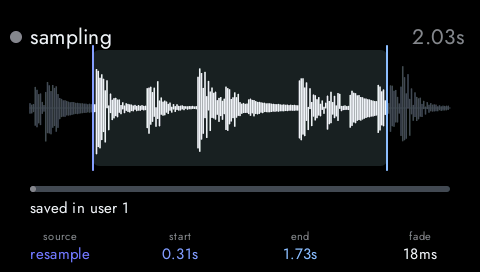 sampling 2.03s
saved in user 1
source start end fade
resample 0.31s 1.73s 18ms